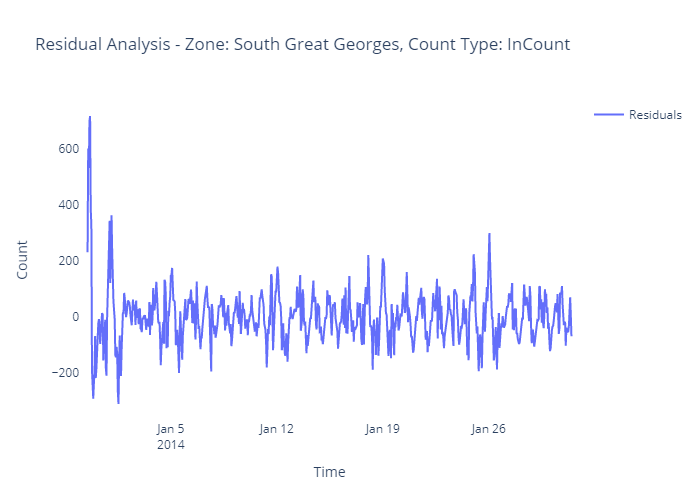 Residual Analysis - Zone: South Great Georges, Count Type: InCount
Residuals
600
400
200
0
−200
Count
Jan 5
2014
Jan 12
Jan 19
Jan 26
Time